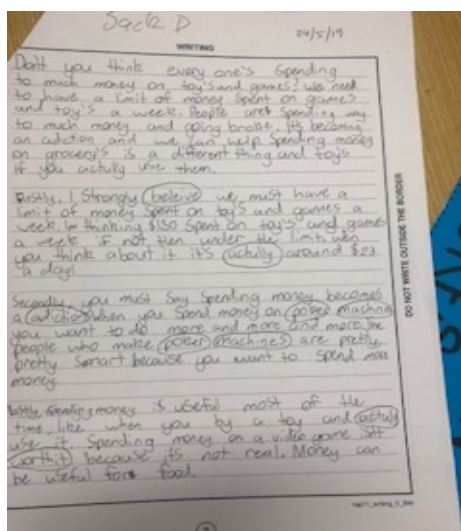 Jack D
24/5/19
WRITING
Don't you think every one's spending
to much money on toy's and games! We need
to have a limit of money spent on games
and toy's a week. People are spending way
to much money and going broke. It's becoming
an adiction and we can help. Spending money
on grocery's is a different thing and toy's
if you actully use them.
Firstly, I strongly beleive we must have a
limit of money spent on toy's and games a
week. Im thinking $150 spent on toy's and games
a week if not then under the limit, wen
you think about it it's actully around $23
a day!
Secondly, you must say spending money becomes
a adiction when you spend money on machine
you want to do more and more and more, the
people who make machines are pretty,
pretty smart because you want to spend more
money.
Lastly, spending money is useful most of the
time, like when you by a toy and actuly
use it. Spending money on a video game isnt
worth it because its not real. Money can
be useful for food
DO NOT WRITE OUTSIDE THE BORDER